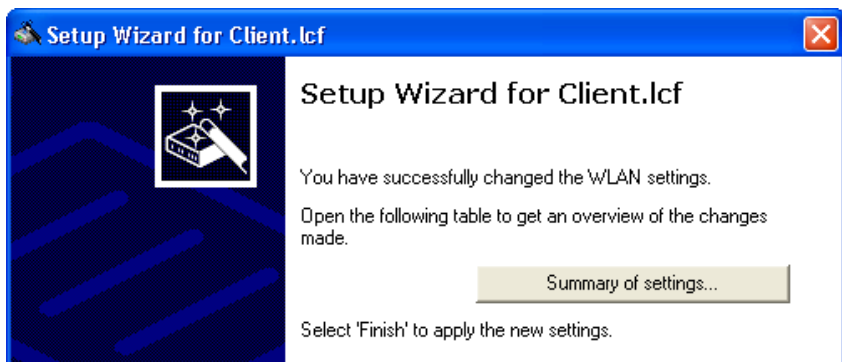 Setup Wizard for Client.lcf
Setup Wizard for Client.lcf
You have successfully changed the WLAN settings.
Open the following table to get an overview of the changes
made.
Summary of settings...
Select 'Finish' to apply the new settings.